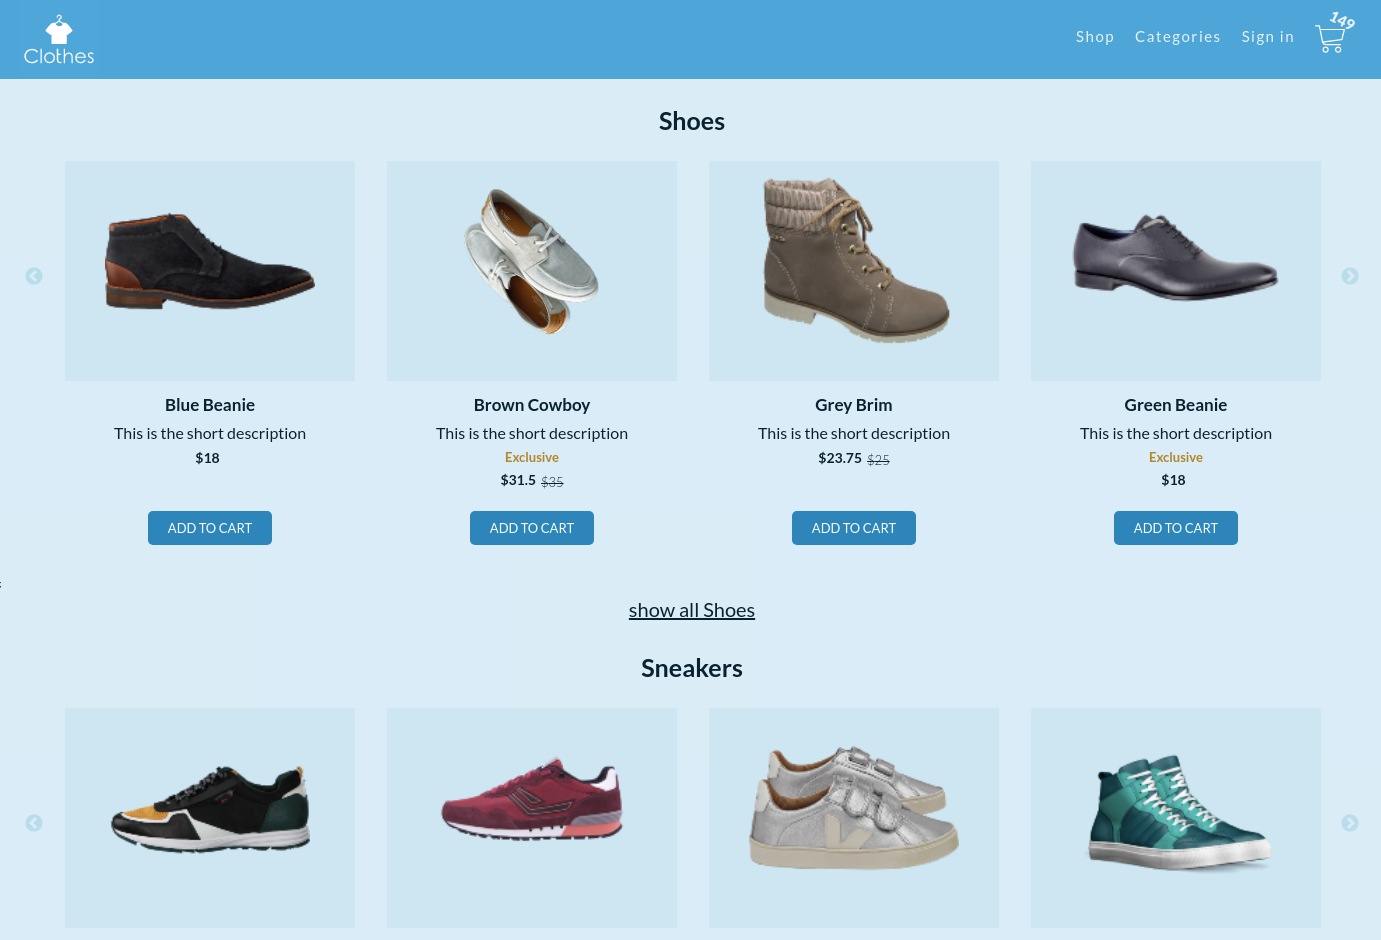 Clothes
Shop
Categories
Sign in
149
Shoes
Blue Beanie
This is the short description
$18
ADD TO CART
Brown Cowboy
This is the short description
Exclusive
$31.5 $35
ADD TO CART
Grey Brim
This is the short description
$23.75 $25
ADD TO CART
Green Beanie
This is the short description
Exclusive
$18
ADD TO CART
show all Shoes
Sneakers